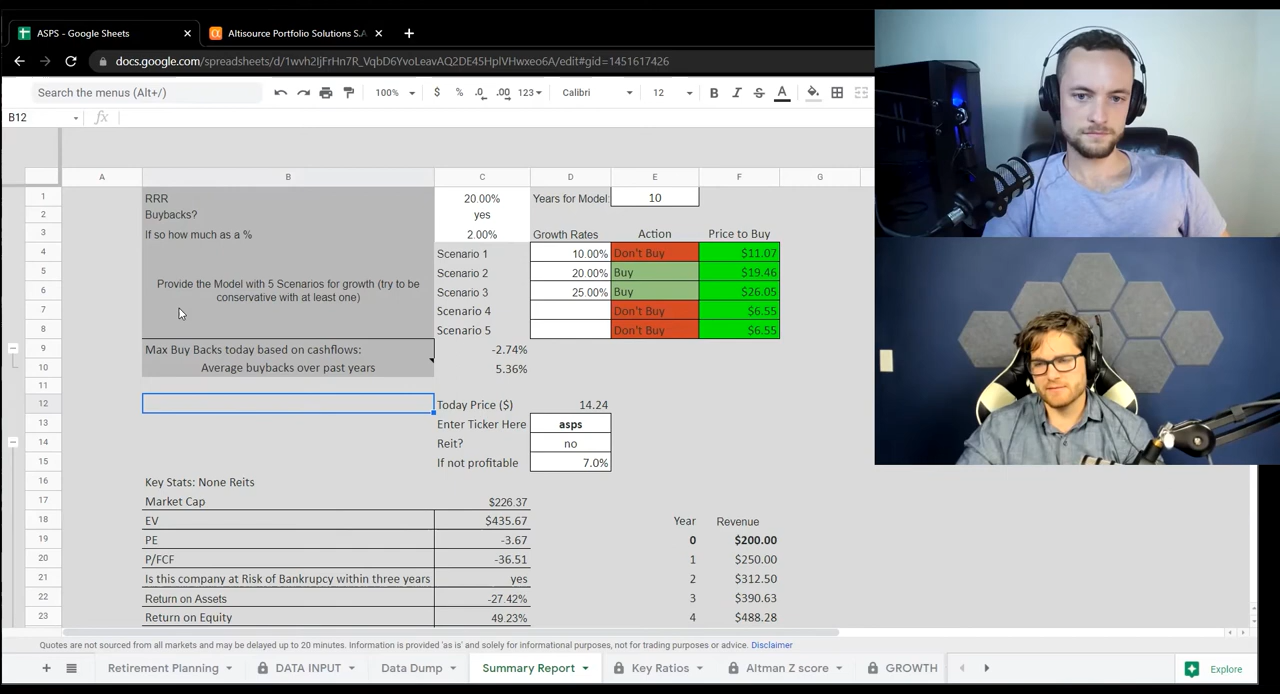 ASPS - Google Sheets
Altisource Portfolio Solutions S.A
docs.google.com/spreadsheets/d/1wvh2ljFrHn7R_VqbD6YvoLeavAQ2DE45HplVHwxeo6A/edit#gid=1451617426
Search the menus (Alt+/) 100% $ % .0 .00 123 Calibri 12 B I S A
B12 fx
A B C D E F G
1 RRR 20.00% Years for Model: 10
2 Buybacks? yes
3 If so how much as a % 2.00% Growth Rates Action Price to Buy
4 Scenario 1 10.00% Don't Buy $11.07
5 Scenario 2 20.00% Buy $19.46
Provide the Model with 5 Scenarios for growth (try to
6 Scenario 3 25.00% Buy $26.05
conservative with at least one)
7 Scenario 4 Don't Buy $6.55
8 Scenario 5 Don't Buy $6.55
9 Max Buy Backs today based on cashflows: -2.74%
10 Average buybacks over past years 5.36%
11
12 Today Price ($) 14.24
13 Enter Ticker Here asps
14 Reit? no
15 If not profitable 7.0%
16 Key Stats: None Reits
17 Market Cap $226.37
18 EV $435.67 Year Revenue
19 PE -3.67 0 $200.00
20 P/FCF -36.51 1 $250.00
21 Is this company at Risk of Bankrupcy within three years yes 2 $312.50
22 Return on Assets -27.42% 3 $390.63
23 Return on Equity 49.23% 4 $488.28
Quotes are not sourced from all markets and may be delayed up to 20 minutes. Information is provided 'as is' and solely for informational purposes, not for trading purposes or advice. Disclaimer
Retirement Planning DATA INPUT Data Dump Summary Report Key Ratios Altman Z score GROWTH Explore